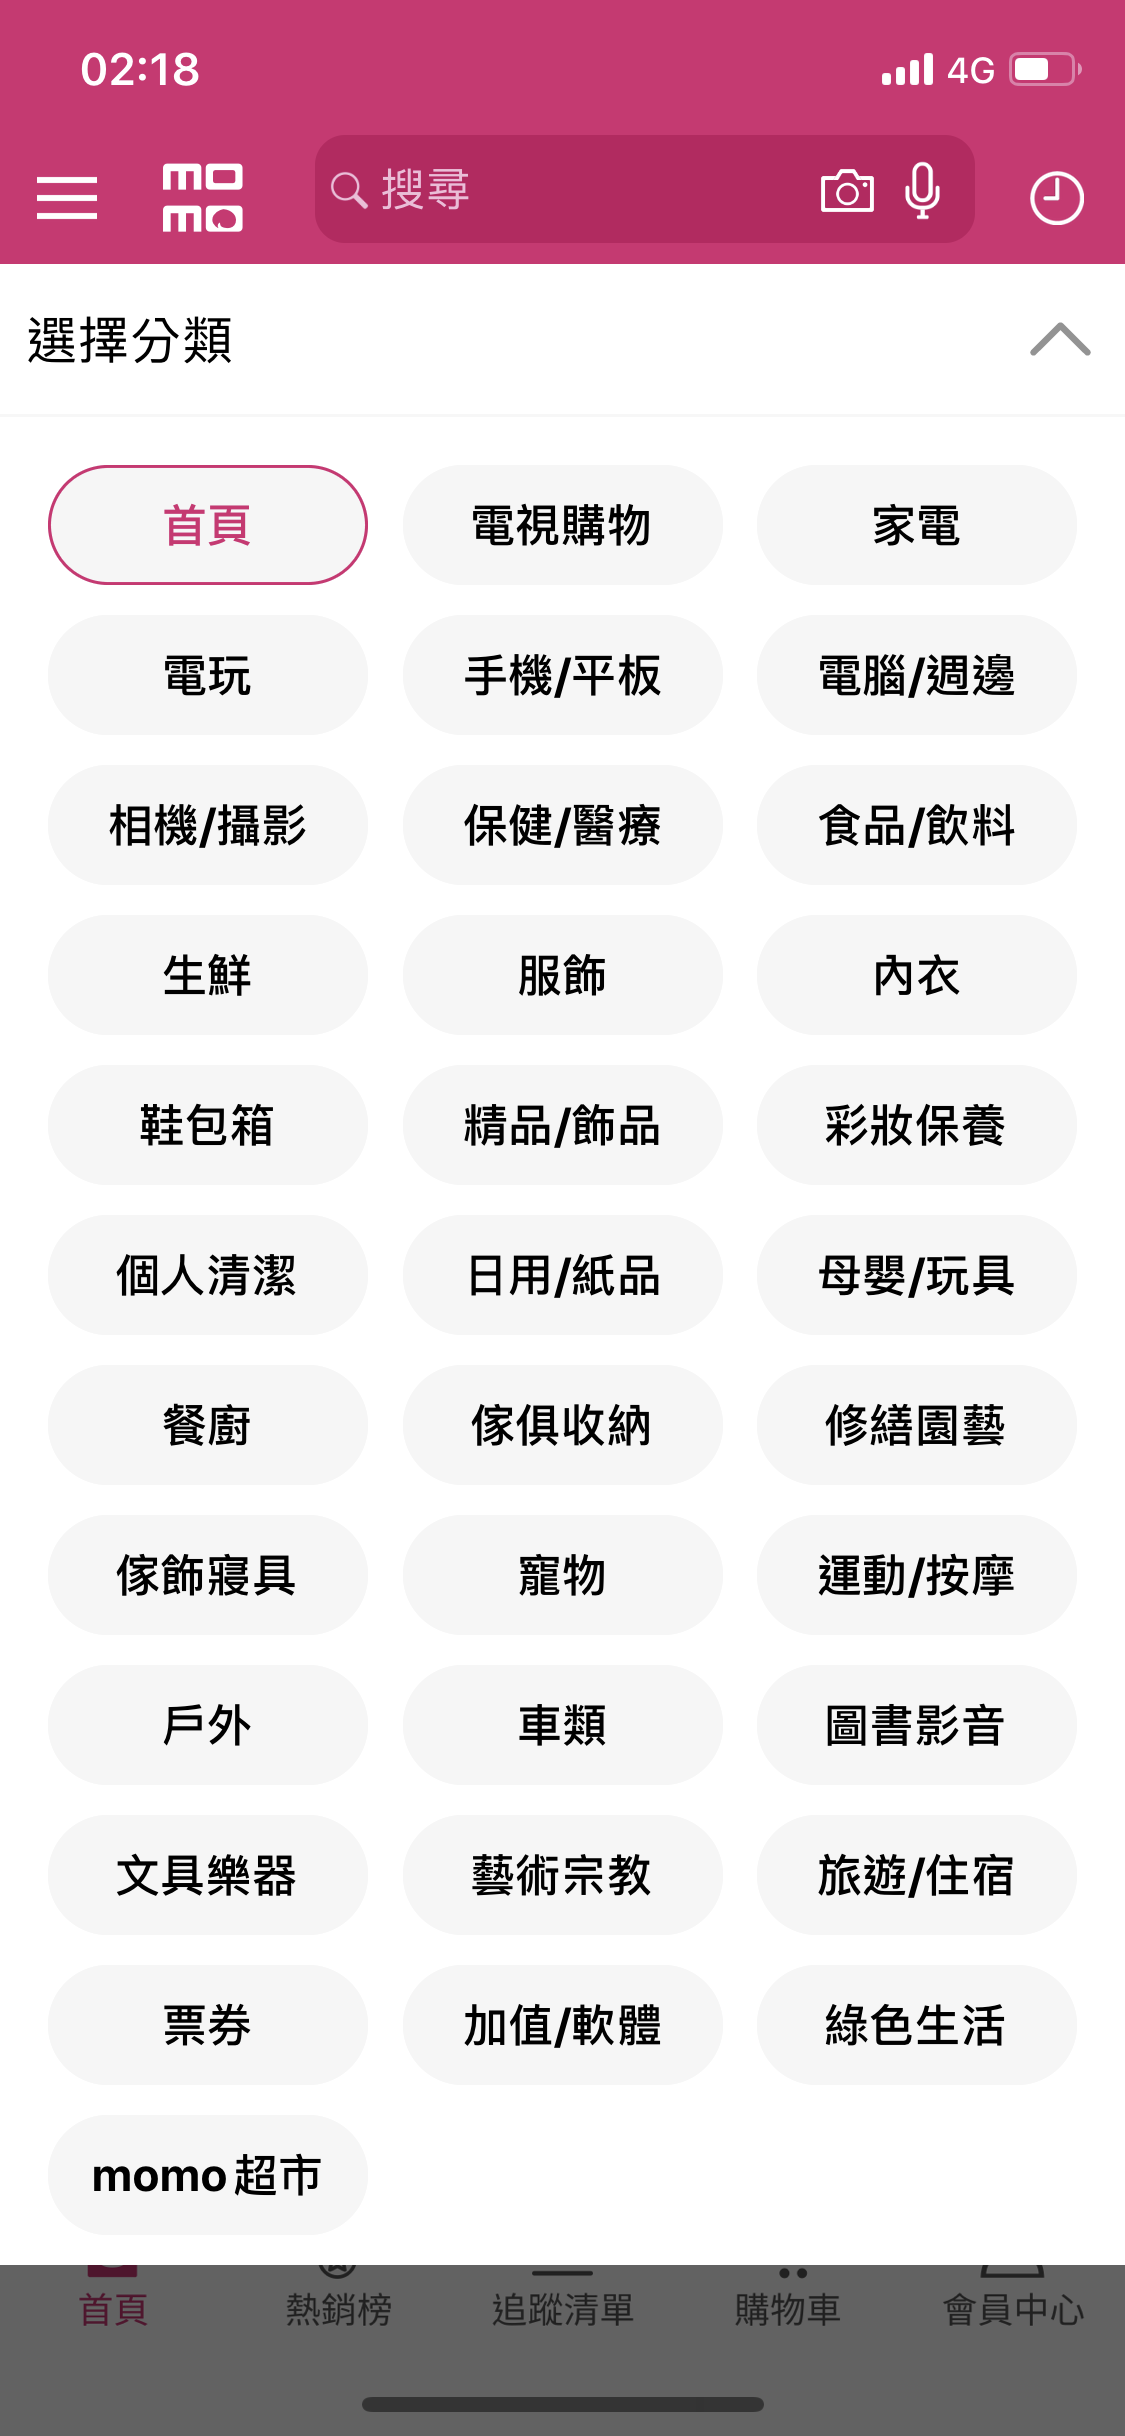 02:18
4G
momo
搜尋
選擇分類
首頁 電視購物 家電
電玩 手機/平板 電腦/週邊
相機/攝影 保健/醫療 食品/飲料
生鮮 服飾 內衣
鞋包箱 精品/飾品 彩妝保養
個人清潔 日用/紙品 母嬰/玩具
餐廚 傢俱收納 修繕園藝
傢飾寢具 寵物 運動/按摩
戶外 車類 圖書影音
文具樂器 藝術宗教 旅遊/住宿
票券 加值/軟體 綠色生活
momo超市
首頁 熱銷榜 追蹤清單 購物車 會員中心